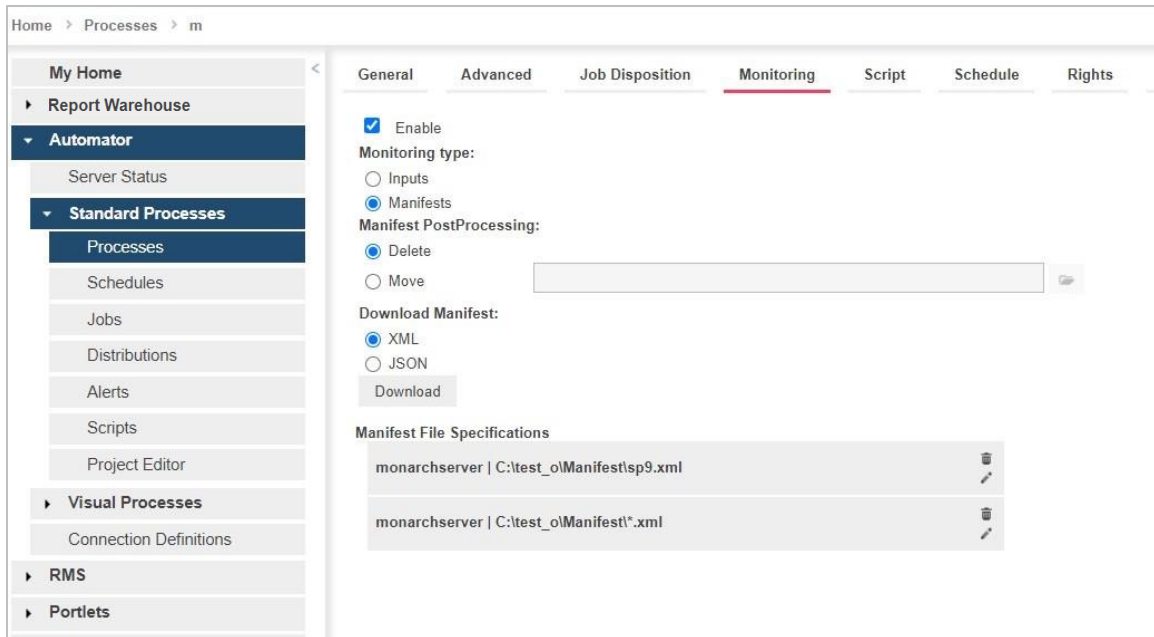 Home > Processes > m
My Home
Report Warehouse
Automator
Server Status
Standard Processes
Processes
Schedules
Jobs
Distributions
Alerts
Scripts
Project Editor
Visual Processes
Connection Definitions
RMS
Portlets
General Advanced Job Disposition Monitoring Script Schedule Rights
Enable
Monitoring type:
Inputs
Manifests
Manifest PostProcessing:
Delete
Move
Download Manifest:
XML
JSON
Download
Manifest File Specifications
monarchserver | C:\test_o\Manifest\sp9.xml
monarchserver | C:\test_o\Manifest\*.xml